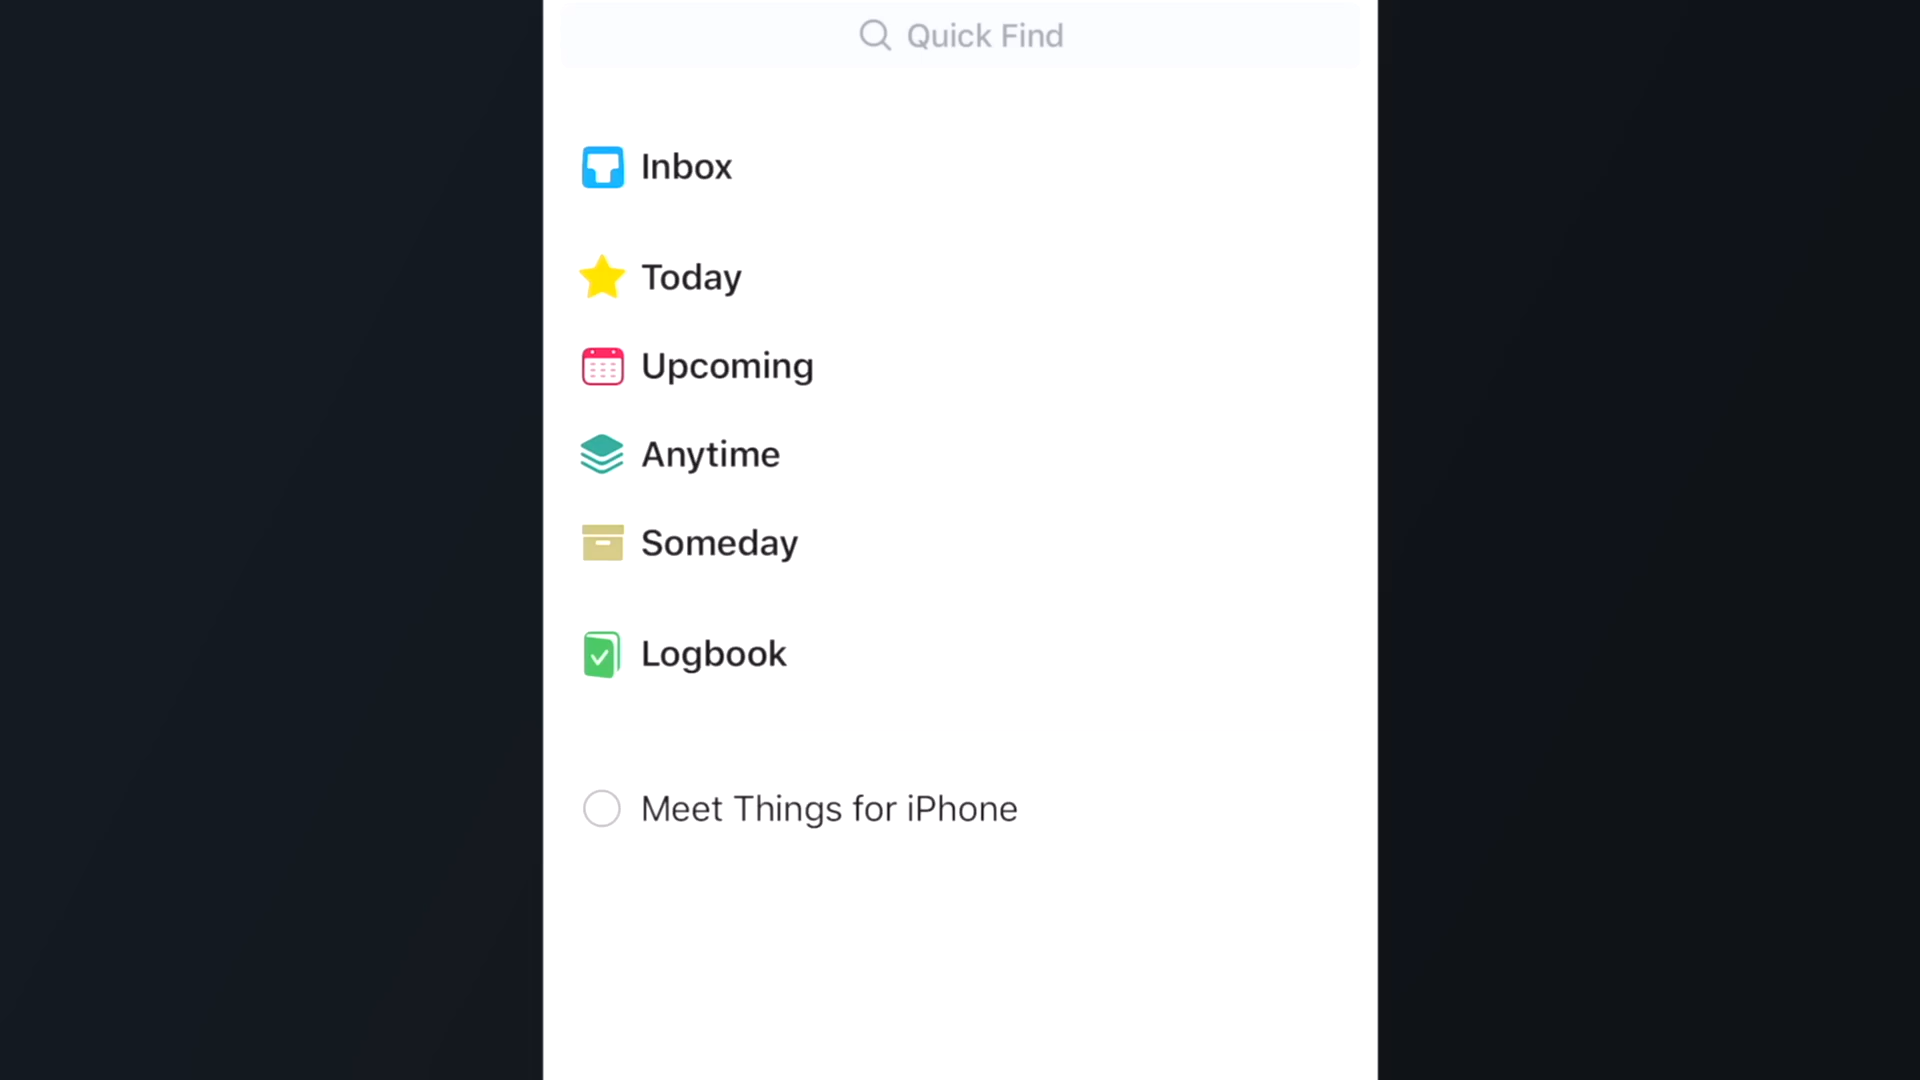 Quick Find
Inbox
Today
Upcoming
Anytime
Someday
Logbook
Meet Things for iPhone